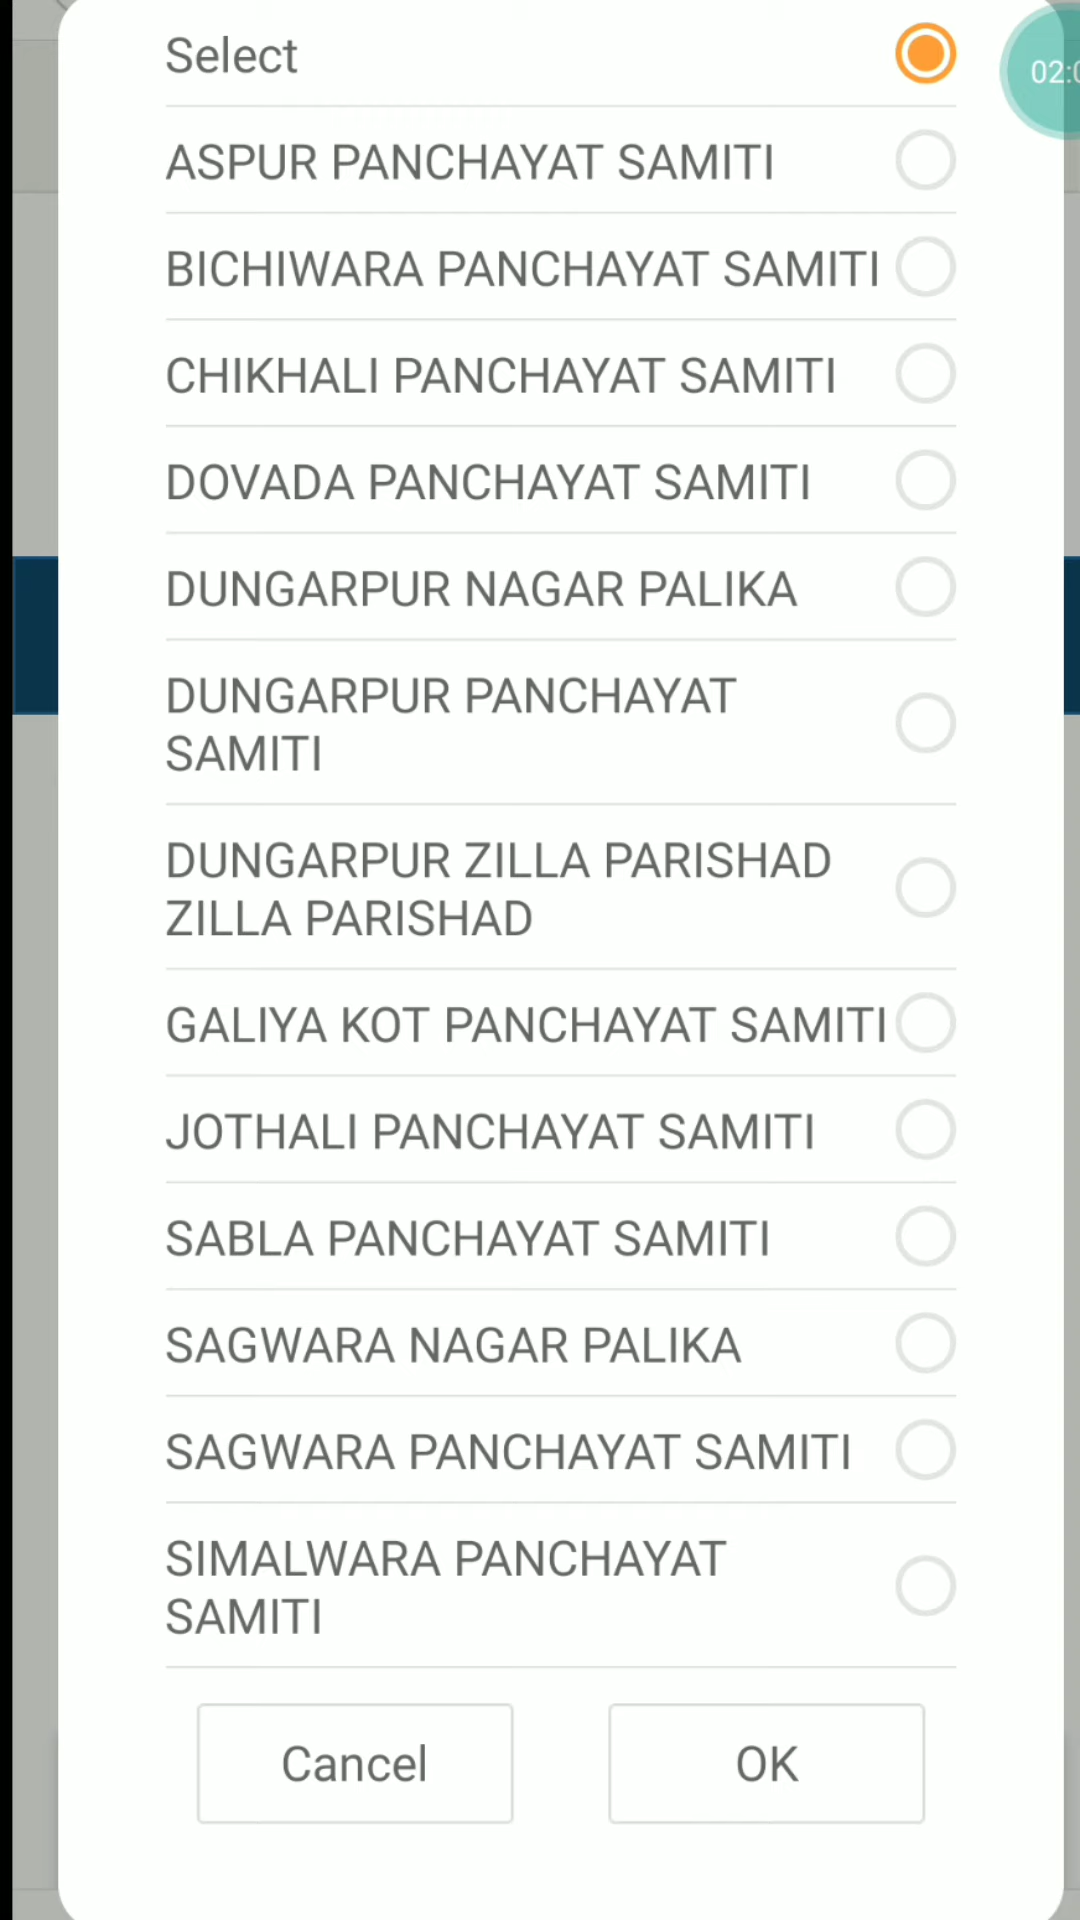 Select
02:
ASPUR PANCHAYAT SAMITI
BICHIWARA PANCHAYAT SAMITI
CHIKHALI PANCHAYAT SAMITI
DOVADA PANCHAYAT SAMITI
DUNGARPUR NAGAR PALIKA
DUNGARPUR PANCHAYAT
SAMITI
DUNGARPUR ZILLA PARISHAD
ZILLA PARISHAD
GALIYA KOT PANCHAYAT SAMITI
JOTHALI PANCHAYAT SAMITI
SABLA PANCHAYAT SAMITI
SAGWARA NAGAR PALIKA
SAGWARA PANCHAYAT SAMITI
SIMALWARA PANCHAYAT
SAMITI
Cancel
OK